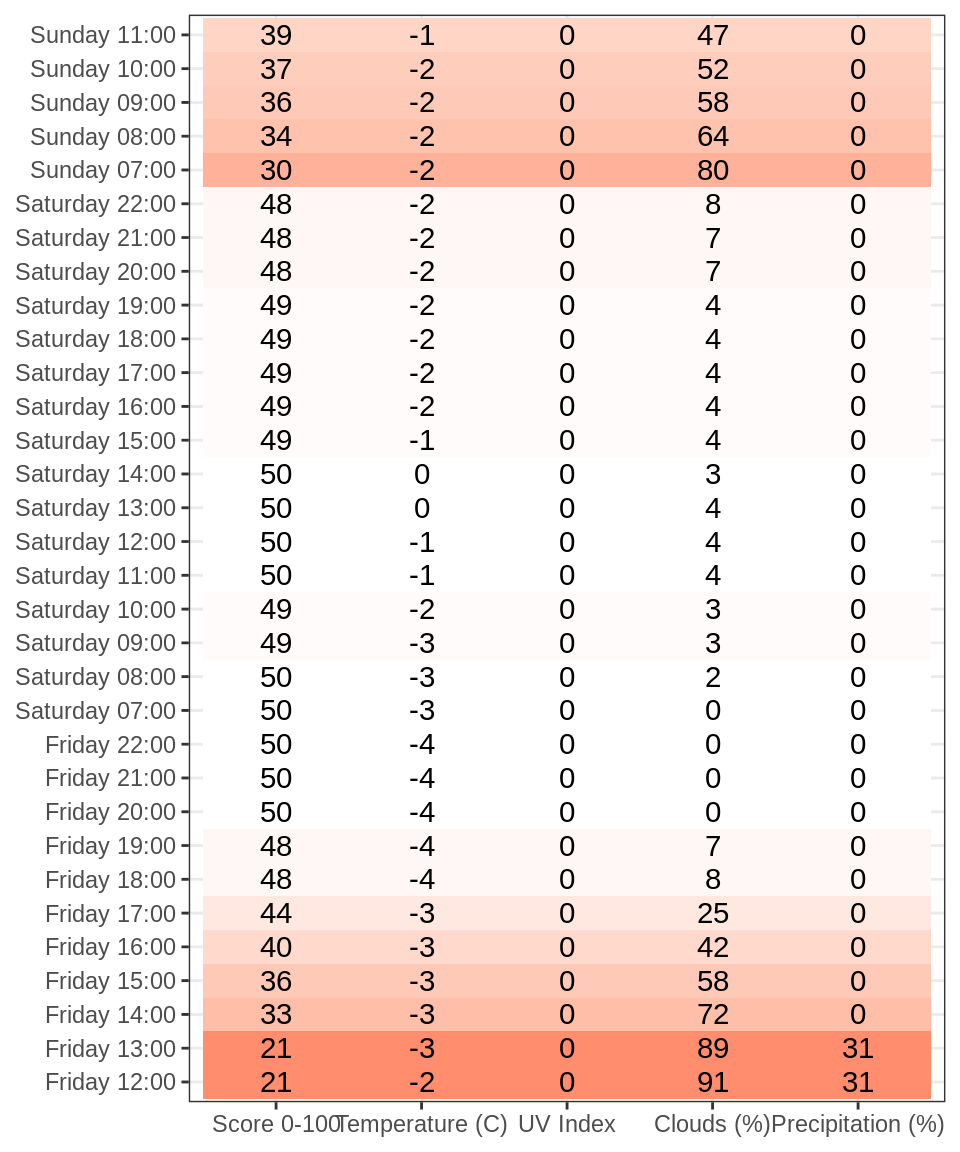 Sunday 11:00 39 -1 0 47 0
Sunday 10:00 37 -2 0 52 0
Sunday 09:00 36 -2 0 58 0
Sunday 08:00 34 -2 0 64 0
Sunday 07:00 30 -2 0 80 0
Saturday 22:00 48 -2 0 8 0
Saturday 21:00 48 -2 0 7 0
Saturday 20:00 48 -2 0 7 0
Saturday 19:00 49 -2 0 4 0
Saturday 18:00 49 -2 0 4 0
Saturday 17:00 49 -2 0 4 0
Saturday 16:00 49 -2 0 4 0
Saturday 15:00 49 -1 0 4 0
Saturday 14:00 50 0 0 3 0
Saturday 13:00 50 0 0 4 0
Saturday 12:00 50 -1 0 4 0
Saturday 11:00 50 -1 0 4 0
Saturday 10:00 49 -2 0 3 0
Saturday 09:00 49 -3 0 3 0
Saturday 08:00 50 -3 0 2 0
Saturday 07:00 50 -3 0 0 0
Friday 22:00 50 -4 0 0 0
Friday 21:00 50 -4 0 0 0
Friday 20:00 50 -4 0 0 0
Friday 19:00 48 -4 0 7 0
Friday 18:00 48 -4 0 8 0
Friday 17:00 44 -3 0 25 0
Friday 16:00 40 -3 0 42 0
Friday 15:00 36 -3 0 58 0
Friday 14:00 33 -3 0 72 0
Friday 13:00 21 -3 0 89 31
Friday 12:00 21 -2 0 91 31
Score 0-100 Temperature (C) UV Index Clouds (%) Precipitation (%)